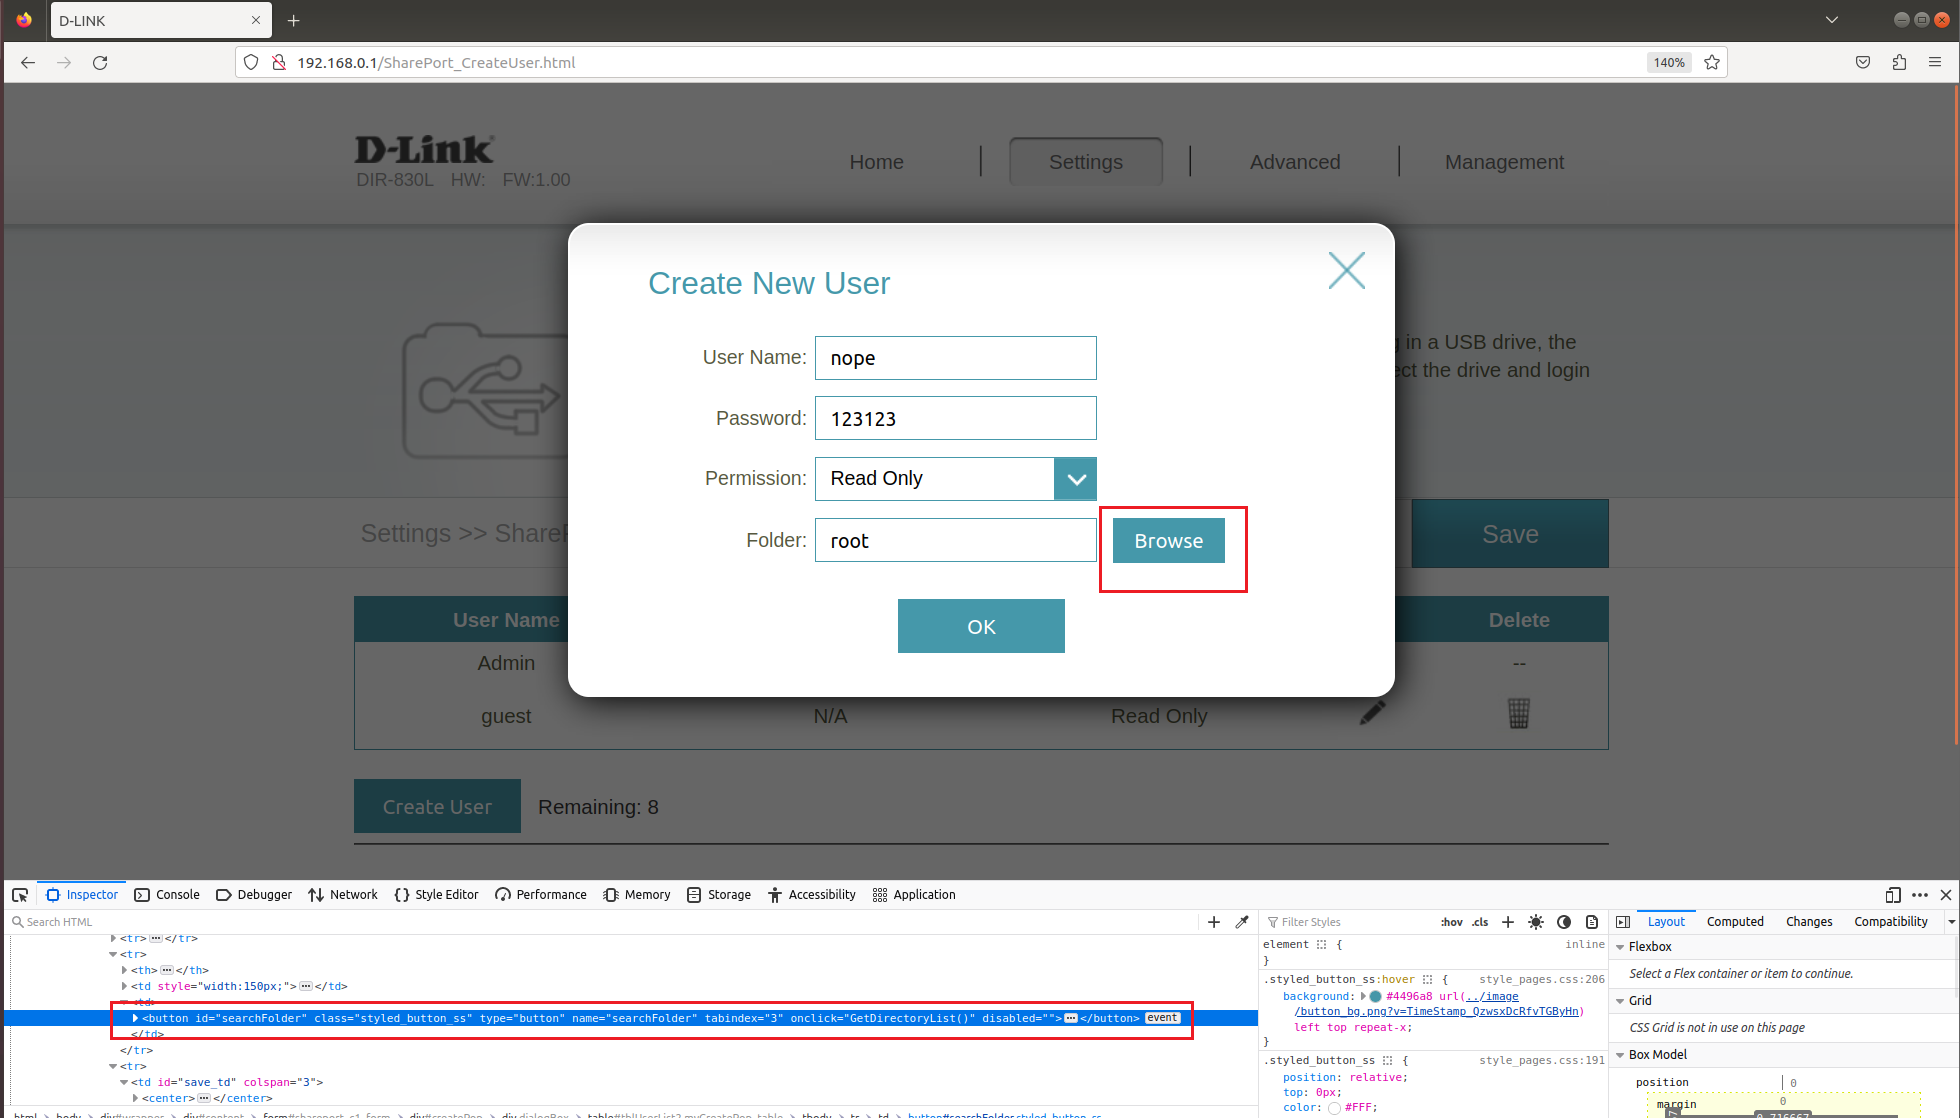 D-LINK
192.168.0.1/SharePort_CreateUser.html
140%
D-Link
DIR-830L HW: FW:1.00
Home
Settings
Advanced
Management
Create New User
User Name:
nope
Password:
123123
Permission:
Read Only
Folder:
root
Browse
OK
in a USB drive, the
ect the drive and login
Settings >> ShareP
Save
User Name
Delete
Admin
--
guest
N/A
Read Only
Create User
Remaining: 8
Inspector
Console
Debugger
Network
Style Editor
Performance
Memory
Storage
Accessibility
Application
Search HTML
<tr>···</tr>
<tr>
<th>···</th>
<td style="width:150px;">···</td>
<td>
<button id="searchFolder" class="styled_button_ss" type="button" name="searchFolder" tabindex="3" onclick="GetDirectoryList()" disabled="">···</button> event
</td>
</tr>
<tr>
<td id="save_td" colspan="3">
<center>···</center>
Filter Styles
:hov .cls
element { inline
}
.styled_button_ss:hover { style_pages.css:206
background: #4496a8 url(../image
/button_bg.png?v=TimeStamp_QzwsxDcRfvTGByHn)
left top repeat-x;
}
.styled_button_ss { style_pages.css:191
position: relative;
top: 0px;
color: #FFF;
Layout
Computed
Changes
Compatibility
Flexbox
Select a Flex container or item to continue.
Grid
CSS Grid is not in use on this page
Box Model
position 0
margin 0